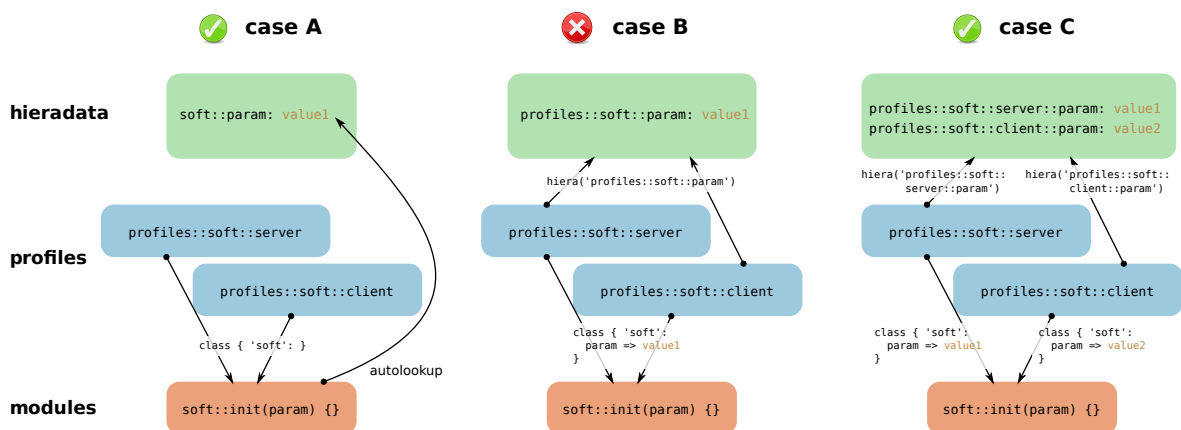 case A
case B
case C
hieradata
soft::param: value1
profiles::soft::param: value1
profiles::soft::server::param: value1
profiles::soft::client::param: value2
hiera('profiles::soft::param')
hiera('profiles::soft::
server::param')
hiera('profiles::soft::
client::param')
profiles
profiles::soft::server
profiles::soft::client
profiles::soft::server
profiles::soft::client
profiles::soft::server
profiles::soft::client
class { 'soft': }
autolookup
class { 'soft':
param => value1
}
class { 'soft':
param => value1
}
class { 'soft':
param => value2
}
modules
soft::init(param) {}
soft::init(param) {}
soft::init(param) {}